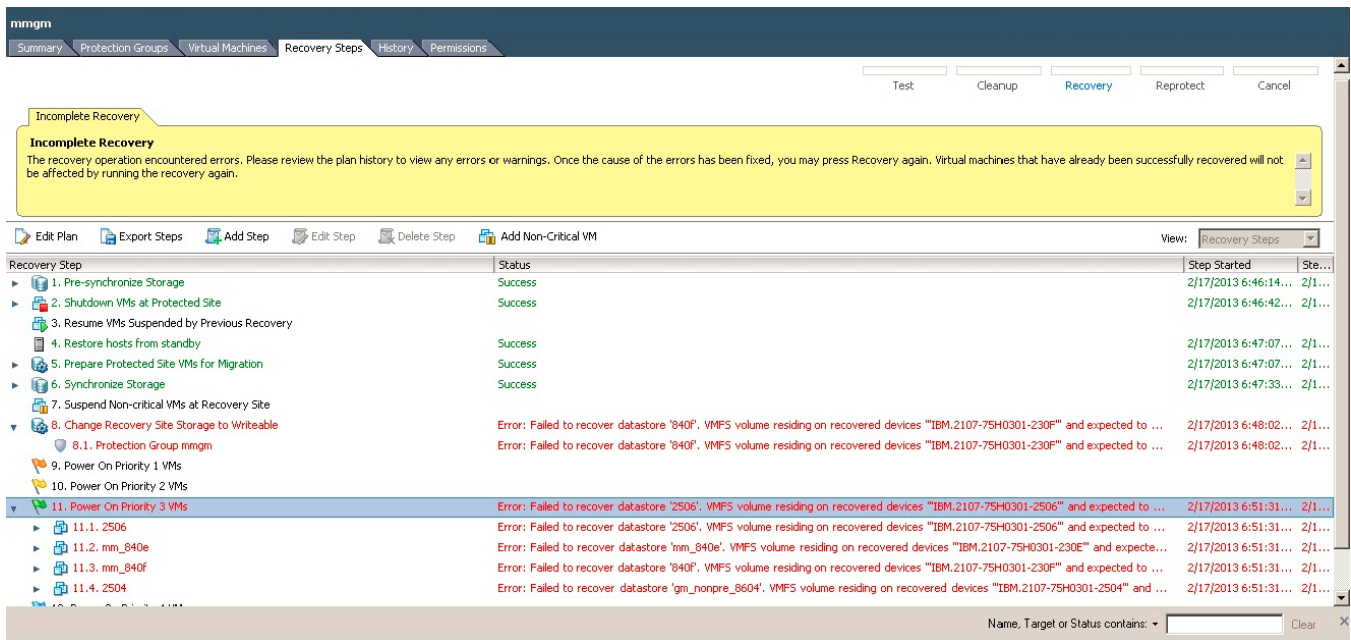 mmgm
Summary Protection Groups Virtual Machines Recovery Steps History Permissions
Test Cleanup Recovery Reprotect Cancel
Incomplete Recovery
Incomplete Recovery
The recovery operation encountered errors. Please review the plan history to view any errors or warnings. Once the cause of the errors has been fixed, you may press Recovery again. Virtual machines that have already been successfully recovered will not
be affected by running the recovery again.
Edit Plan Export Steps Add Step Edit Step Delete Step Add Non-Critical VM View: Recovery Steps
Recovery Step Status Step Started Ste...
1. Pre-synchronize Storage Success 2/17/2013 6:46:14... 2/1...
2. Shutdown VMs at Protected Site Success 2/17/2013 6:46:42... 2/1...
3. Resume VMs Suspended by Previous Recovery
4. Restore hosts from standby Success 2/17/2013 6:47:07... 2/1...
5. Prepare Protected Site VMs for Migration Success 2/17/2013 6:47:07... 2/1...
6. Synchronize Storage Success 2/17/2013 6:47:33... 2/1...
7. Suspend Non-critical VMs at Recovery Site
8. Change Recovery Site Storage to Writeable Error: Failed to recover datastore '840f'. VMFS volume residing on recovered devices '"IBM.2107-75H0301-230F"' and expected to ... 2/17/2013 6:48:02... 2/1...
8.1. Protection Group mmgm Error: Failed to recover datastore '840f'. VMFS volume residing on recovered devices '"IBM.2107-75H0301-230F"' and expected to ... 2/17/2013 6:48:02... 2/1...
9. Power On Priority 1 VMs
10. Power On Priority 2 VMs
11. Power On Priority 3 VMs Error: Failed to recover datastore '2506'. VMFS volume residing on recovered devices '"IBM.2107-75H0301-2506"' and expected to ... 2/17/2013 6:51:31... 2/1...
11.1. 2506 Error: Failed to recover datastore '2506'. VMFS volume residing on recovered devices '"IBM.2107-75H0301-2506"' and expected to ... 2/17/2013 6:51:31... 2/1...
11.2. mm_840e Error: Failed to recover datastore 'mm_840e'. VMFS volume residing on recovered devices '"IBM.2107-75H0301-230E"' and expecte... 2/17/2013 6:51:31... 2/1...
11.3. mm_840f Error: Failed to recover datastore '840f'. VMFS volume residing on recovered devices '"IBM.2107-75H0301-230F"' and expected to ... 2/17/2013 6:51:31... 2/1...
11.4. 2504 Error: Failed to recover datastore 'gm_nonpre_8604'. VMFS volume residing on recovered devices '"IBM.2107-75H0301-2504"' and ... 2/17/2013 6:51:31... 2/1...
Name, Target or Status contains: Clear